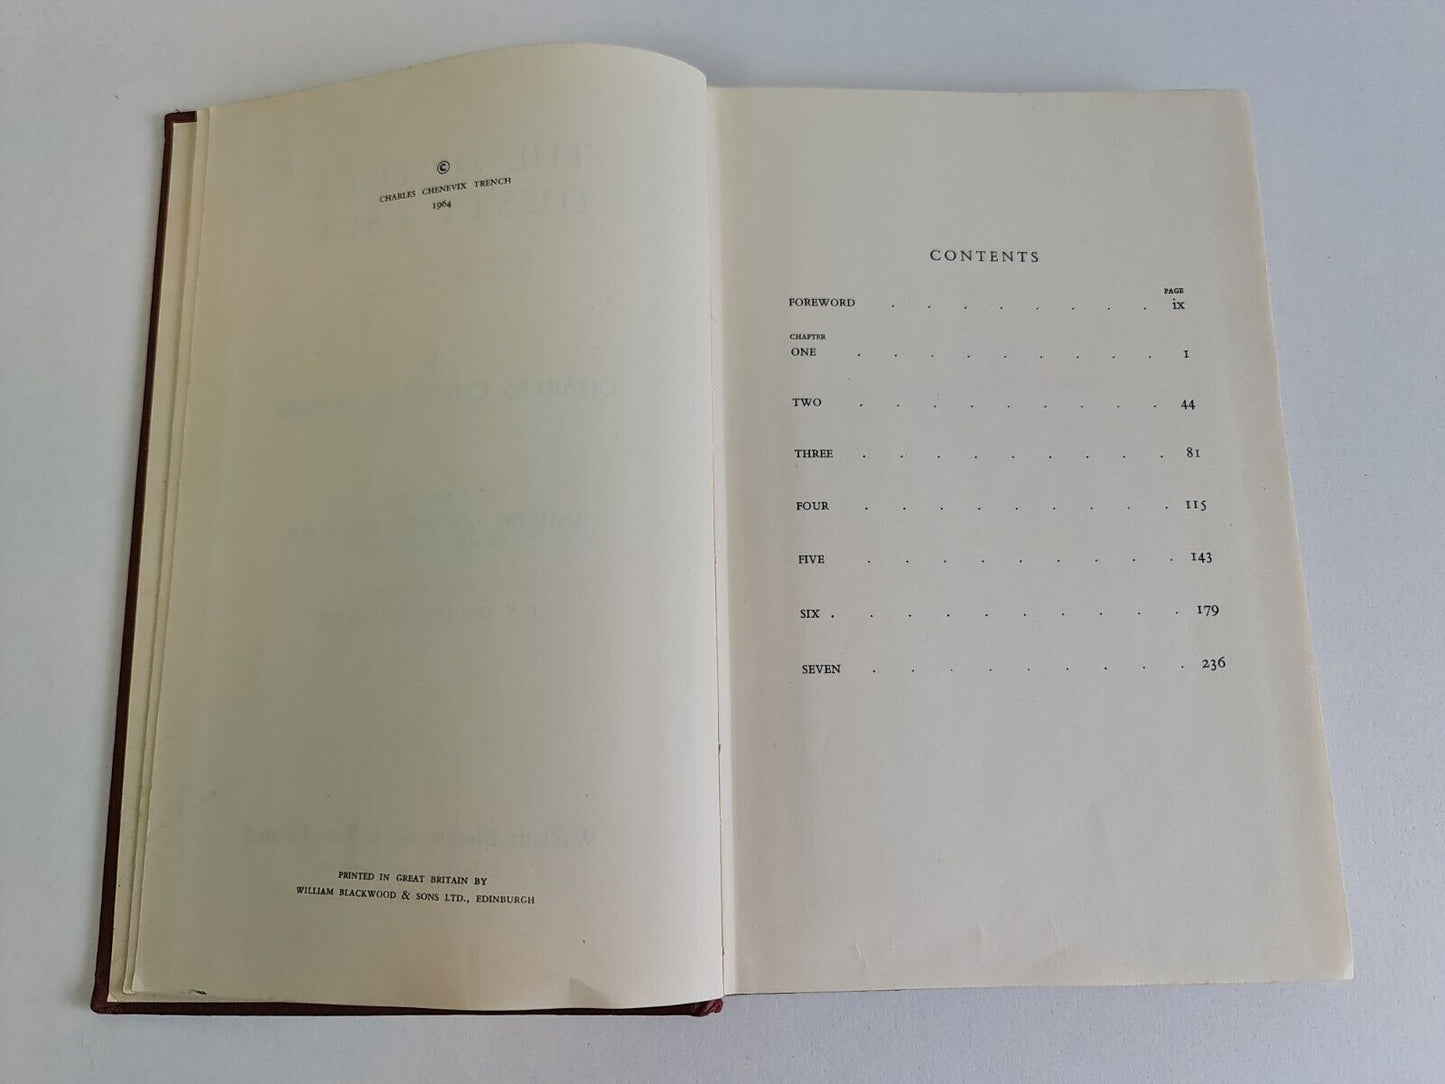 ©
CHARLES CHENEVIX TRENCH
1964
PRINTED IN GREAT BRITAIN BY
WILLIAM BLACKWOOD & SONS LTD., EDINBURGH
CONTENTS
PAGE
FOREWORD . . . . . . . . ix
CHAPTER
ONE . . . . . . . . . 1
TWO . . . . . . . . . 44
THREE . . . . . . . . . 81
FOUR . . . . . . . . . 115
FIVE . . . . . . . . . 143
SIX . . . . . . . . . . 179
SEVEN . . . . . . . . . 236